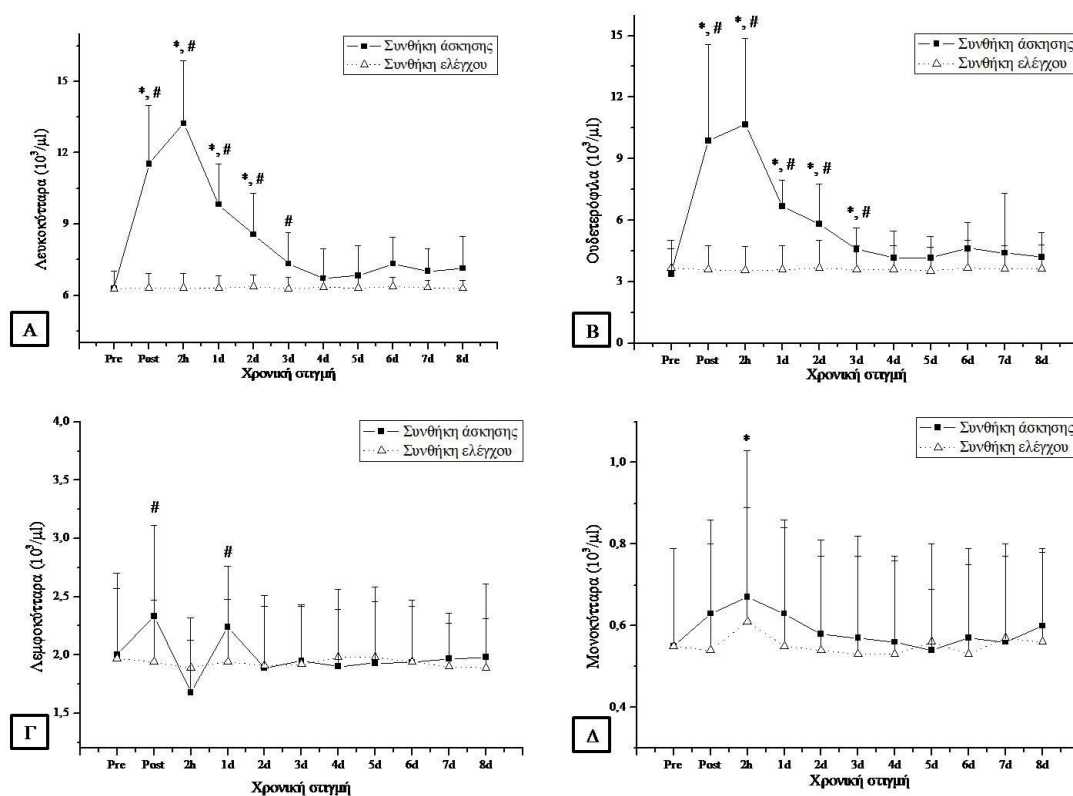 *, #
*, #
*, #
*, #
#
Συνθήκη άσκησης
Συνθήκη ελέγχου
Λευκοκύτταρα (10³/μl)
15
12
9
6
Pre Post 2h 1d 2d 3d 4d 5d 6d 7d 8d
Χρονική στιγμή
A
*, #
*, #
*, #
*, #
*, #
Συνθήκη άσκησης
Συνθήκη ελέγχου
Ουδετερόφιλα (10³/μl)
15
12
9
6
3
0
Pre Post 2h 1d 2d 3d 4d 5d 6d 7d 8d
Χρονική στιγμή
B
#
#
Συνθήκη άσκησης
Συνθήκη ελέγχου
Λεμφοκύτταρα (10³/μl)
4,0
3,5
3,0
2,5
2,0
1,5
Pre Post 2h 1d 2d 3d 4d 5d 6d 7d 8d
Χρονική στιγμή
Γ
*
Συνθήκη άσκησης
Συνθήκη ελέγχου
Μονοκύτταρα (10³/μl)
1,0
0,8
0,6
0,4
Pre Post 2h 1d 2d 3d 4d 5d 6d 7d 8d
Χρονική στιγμή
Δ